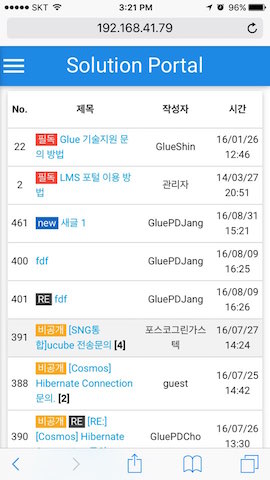 SKT 3:21 PM 96%
192.168.41.79
Solution Portal
No. 제목 작성자 시간
22 필독 Glue 기술지원 문의 방법 GlueShin 16/01/26 12:46
2 필독 LMS 포털 이용 방법 관리자 14/03/27 20:51
461 new 새글 1 GluePDJang 16/08/31 15:21
400 fdf GluePDJang 16/08/09 16:25
401 RE fdf GluePDJang 16/08/09 16:26
391 비공개 [SNG통합]ucube 전송문의 [4] 포스코그린가스텍 16/07/27 14:24
388 비공개 [Cosmos] Hibernate Connection 문의. [2] guest 16/07/25 14:42
390 비공개 RE [RE:] [Cosmos] Hibernate GluePDCho 16/07/26 13:30